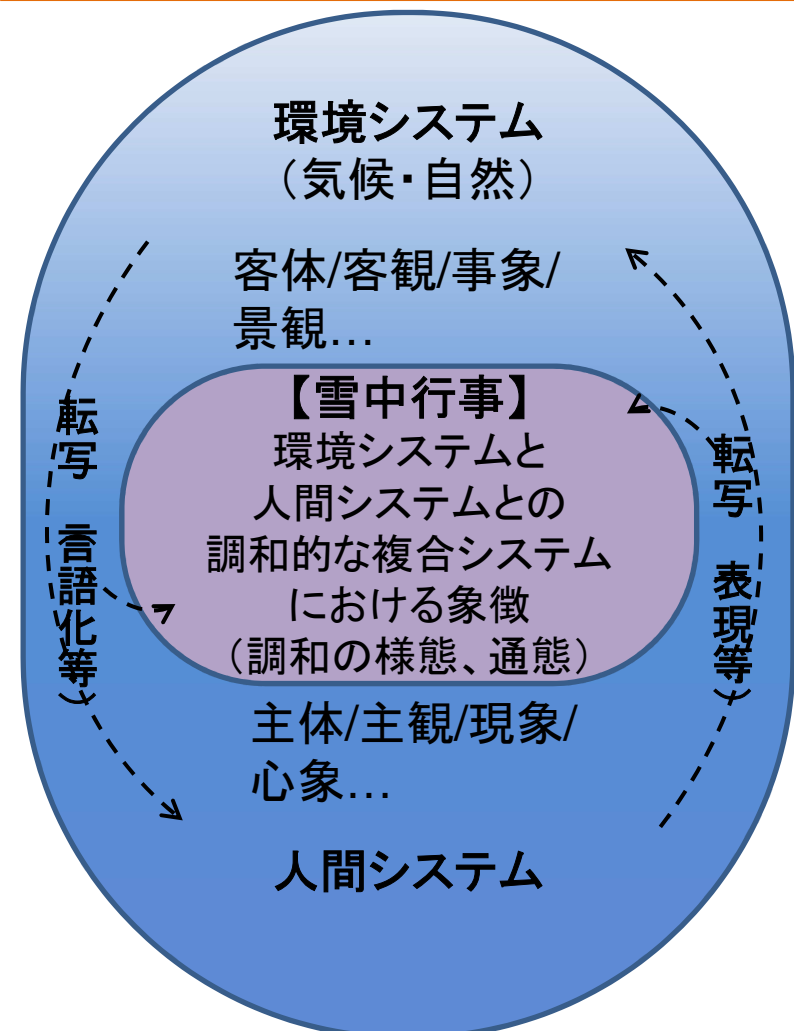 環境システム
（気候・自然）
客体/客観/事象/
景観…
【雪中行事】
環境システムと
人間システムとの
調和的な複合システム
における象徴
（調和の様態、通態）
転写　言語化等）
転写　表現等）
主体/主観/現象/
心象…
人間システム